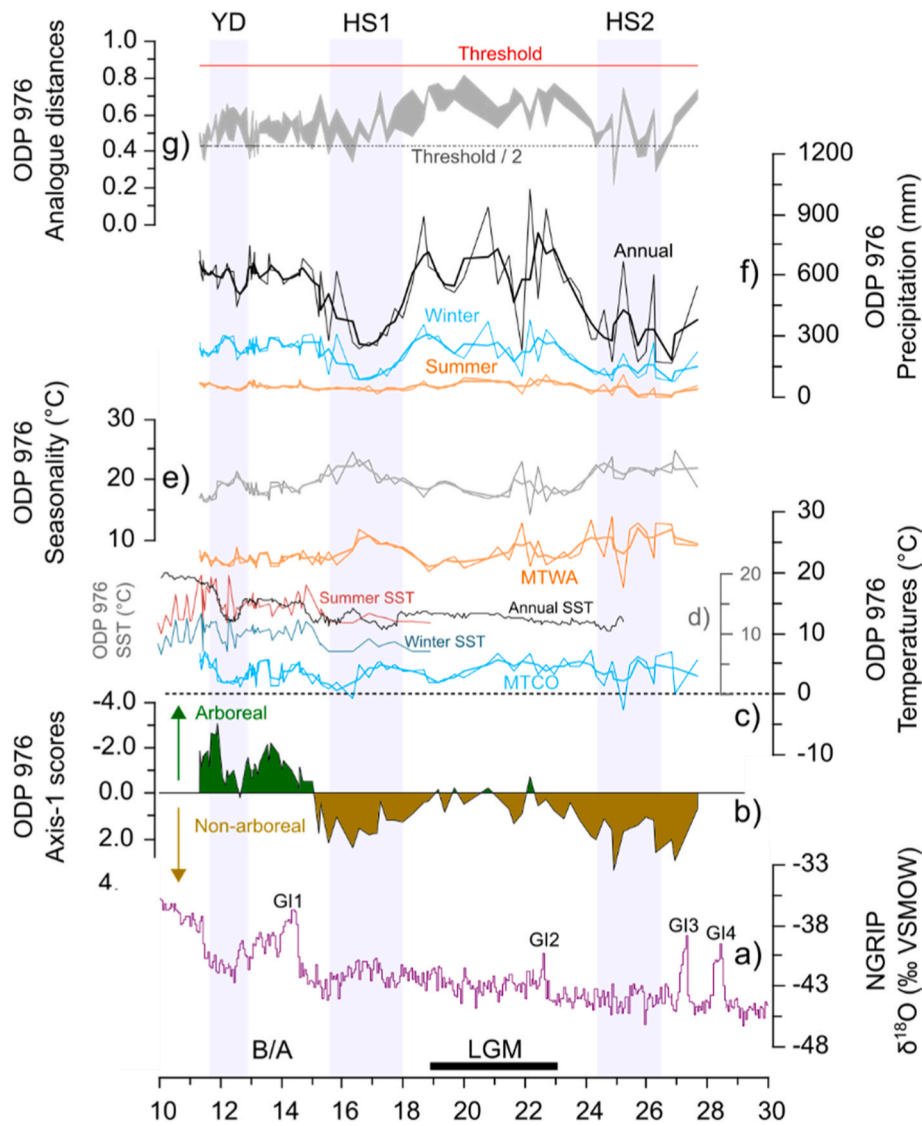 YD HS1 HS2
ODP 976
Analogue distances
1.0
0.8
0.6
0.4
0.2
0.0
g)
Threshold
Threshold / 2
1200
900
600
300
0
f)
ODP 976
Precipitation (mm)
Annual
Winter
Summer
ODP 976
Seasonality (°C)
30
20
10
e)
MTWA
30
20
10
0
-10
ODP 976
Temperatures (°C)
ODP 976
SST (°C)
20
10
0
d)
Summer SST
Annual SST
Winter SST
MTCO
c)
ODP 976
Axis-1 scores
-4.0
-2.0
0.0
2.0
4.
Arboreal
Non-arboreal
b)
-33
-38
-43
-48
NGRIP
δ18O (‰ VSMOW)
GI1
GI2
GI3
GI4
a)
B/A LGM
10 12 14 16 18 20 22 24 26 28 30